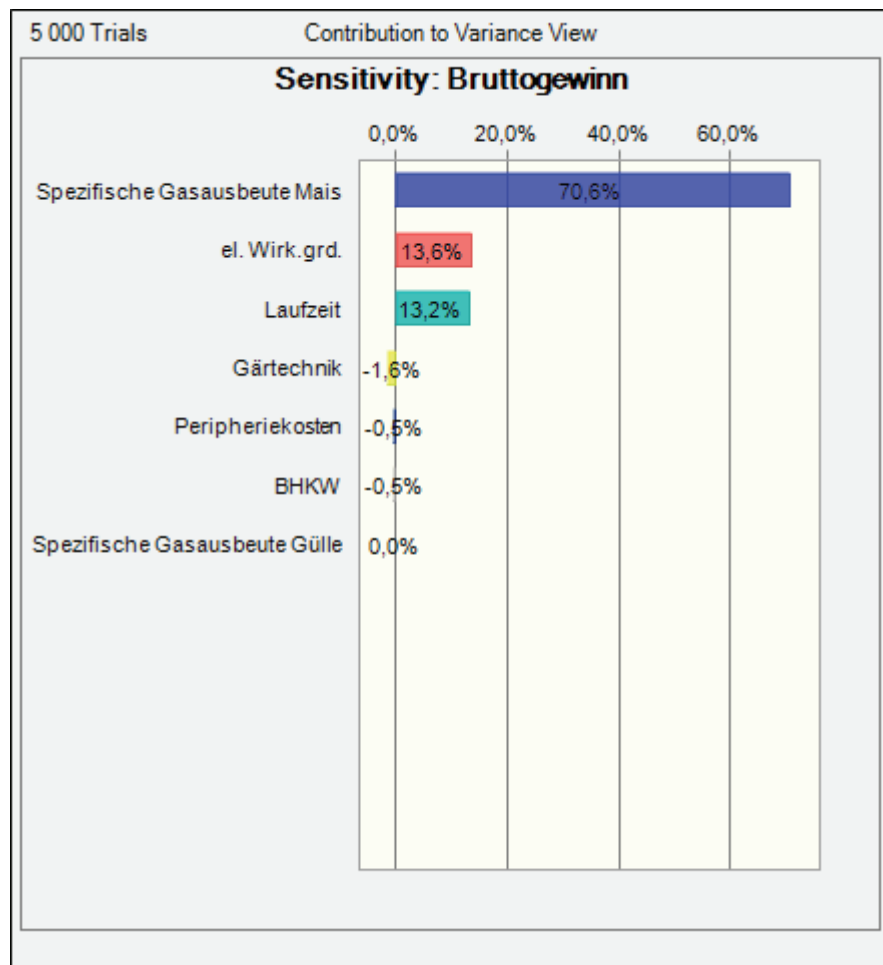 5 000 Trials Contribution to Variance View
Sensitivity: Bruttogewinn
0,0% 20,0% 40,0% 60,0%
Spezifische Gasausbeute Mais 70,6%
el. Wirk.grd. 13,6%
Laufzeit 13,2%
Gärtechnik -1,6%
Peripheriekosten -0,5%
BHKW -0,5%
Spezifische Gasausbeute Gülle 0,0%